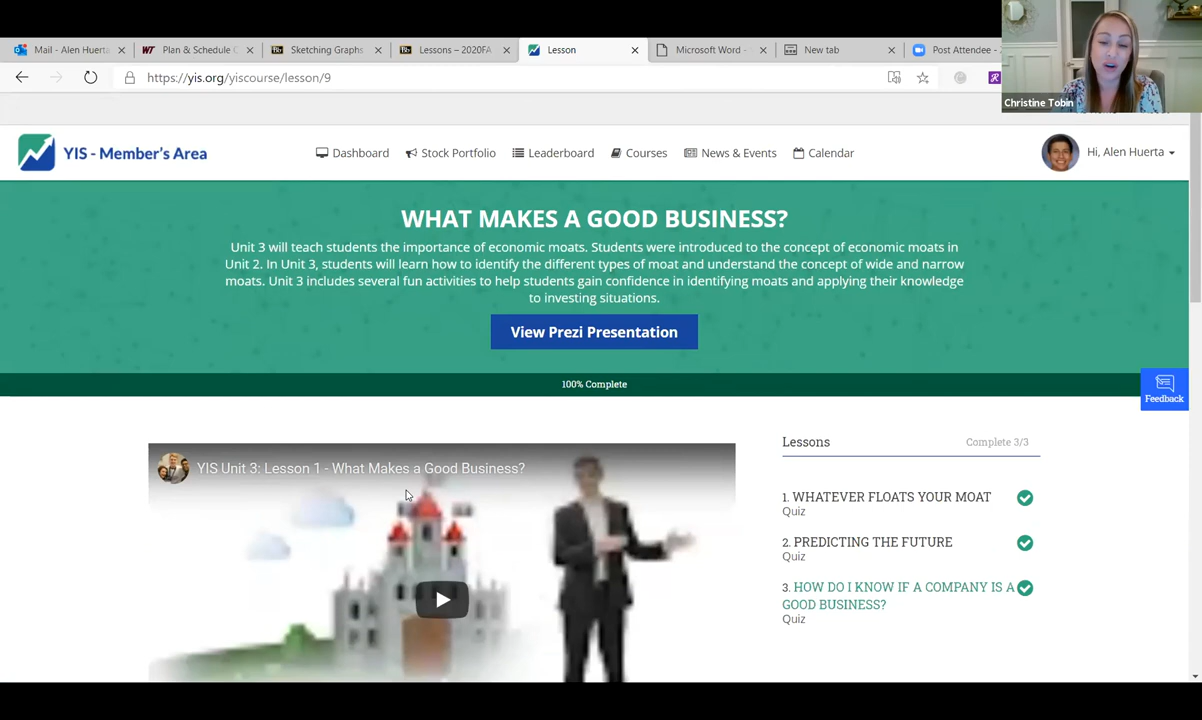 Mail - Alen Huerta
Plan & Schedule C
Sketching Graphs
Lessons – 2020FA
Lesson
Microsoft Word -
New tab
Post Attendee -
https://yis.org/yiscourse/lesson/9
Christine Tobin
YIS - Member's Area
Dashboard
Stock Portfolio
Leaderboard
Courses
News & Events
Calendar
Hi, Alen Huerta
WHAT MAKES A GOOD BUSINESS?
Unit 3 will teach students the importance of economic moats. Students were introduced to the concept of economic moats in
Unit 2. In Unit 3, students will learn how to identify the different types of moat and understand the concept of wide and narrow
moats. Unit 3 includes several fun activities to help students gain confidence in identifying moats and applying their knowledge
to investing situations.
View Prezi Presentation
100% Complete
Feedback
YIS Unit 3: Lesson 1 - What Makes a Good Business?
Lessons
Complete 3/3
1. WHATEVER FLOATS YOUR MOAT
Quiz
2. PREDICTING THE FUTURE
Quiz
3. HOW DO I KNOW IF A COMPANY IS A
GOOD BUSINESS?
Quiz